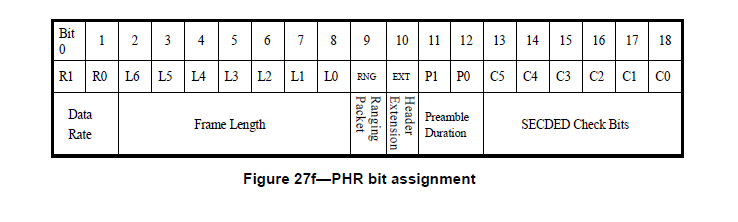 Bit 0 1 2 3 4 5 6 7 8 9 10 11 12 13 14 15 16 17 18
R1 R0 L6 L5 L4 L3 L2 L1 L0 RNG EXT P1 P0 C5 C4 C3 C2 C1 C0
Data Rate Frame Length Ranging Packet Header Extension Preamble Duration SECDED Check Bits
Figure 27f—PHR bit assignment